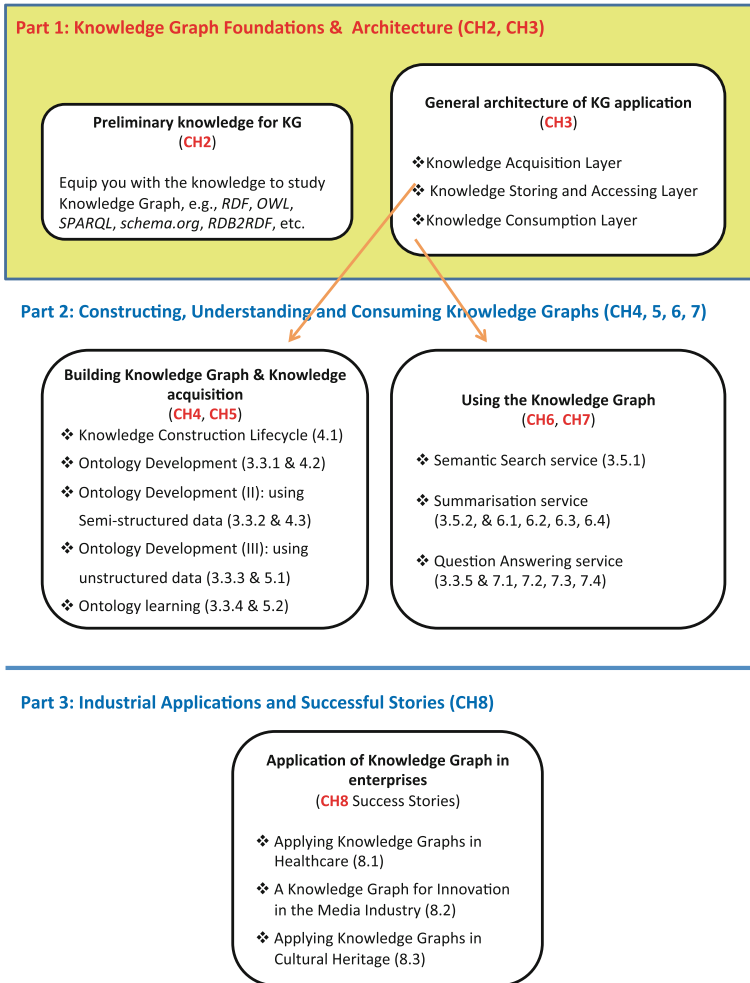 Part 1: Knowledge Graph Foundations & Architecture (CH2, CH3)
Preliminary knowledge for KG
(CH2)
Equip you with the knowledge to study
Knowledge Graph, e.g., RDF, OWL,
SPARQL, schema.org, RDB2RDF, etc.
General architecture of KG application
(CH3)
❖Knowledge Acquisition Layer
❖ Knowledge Storing and Accessing Layer
❖Knowledge Consumption Layer
Part 2: Constructing, Understanding and Consuming Knowledge Graphs (CH4, 5, 6, 7)
Building Knowledge Graph & Knowledge
acquisition
(CH4, CH5)
❖ Knowledge Construction Lifecycle (4.1)
❖ Ontology Development (3.3.1 & 4.2)
❖ Ontology Development (II): using
Semi-structured data (3.3.2 & 4.3)
❖ Ontology Development (III): using
unstructured data (3.3.3 & 5.1)
❖ Ontology learning (3.3.4 & 5.2)
Using the Knowledge Graph
(CH6, CH7)
❖ Semantic Search service (3.5.1)
❖ Summarisation service
(3.5.2, & 6.1, 6.2, 6.3, 6.4)
❖ Question Answering service
(3.3.5 & 7.1, 7.2, 7.3, 7.4)
Part 3: Industrial Applications and Successful Stories (CH8)
Application of Knowledge Graph in
enterprises
(CH8 Success Stories)
❖ Applying Knowledge Graphs in
Healthcare (8.1)
❖ A Knowledge Graph for Innovation
in the Media Industry (8.2)
❖ Applying Knowledge Graphs in
Cultural Heritage (8.3)